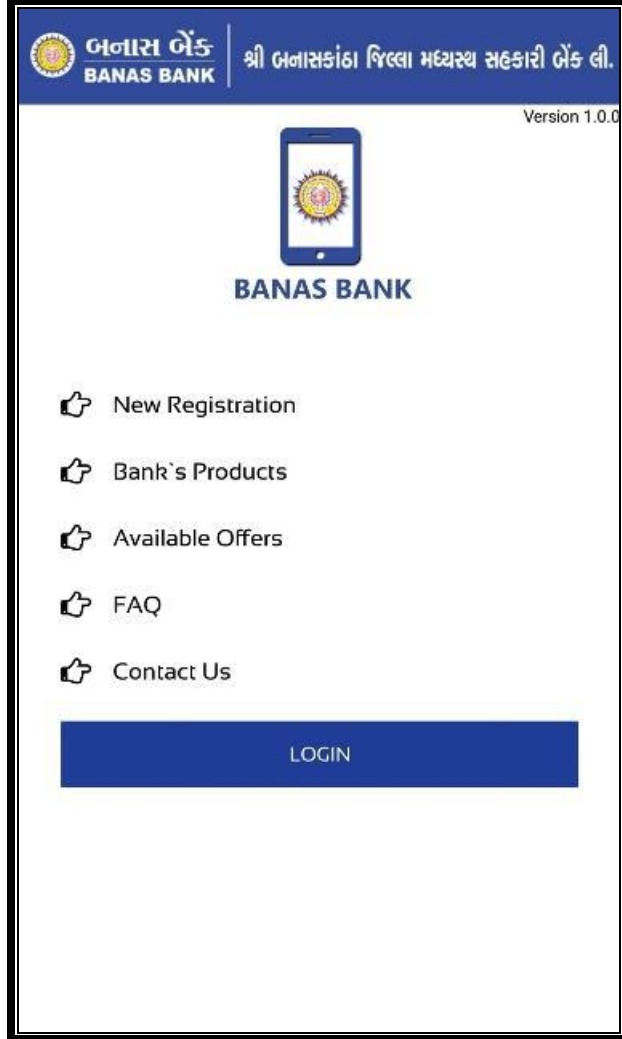 બનાસ બેંક
BANAS BANK
શ્રી બનાસકાંઠા જિલ્લા મધ્યસ્થ સહકારી બેંક લી.
Version 1.0.0
BANAS BANK
New Registration
Bank`s Products
Available Offers
FAQ
Contact Us
LOGIN